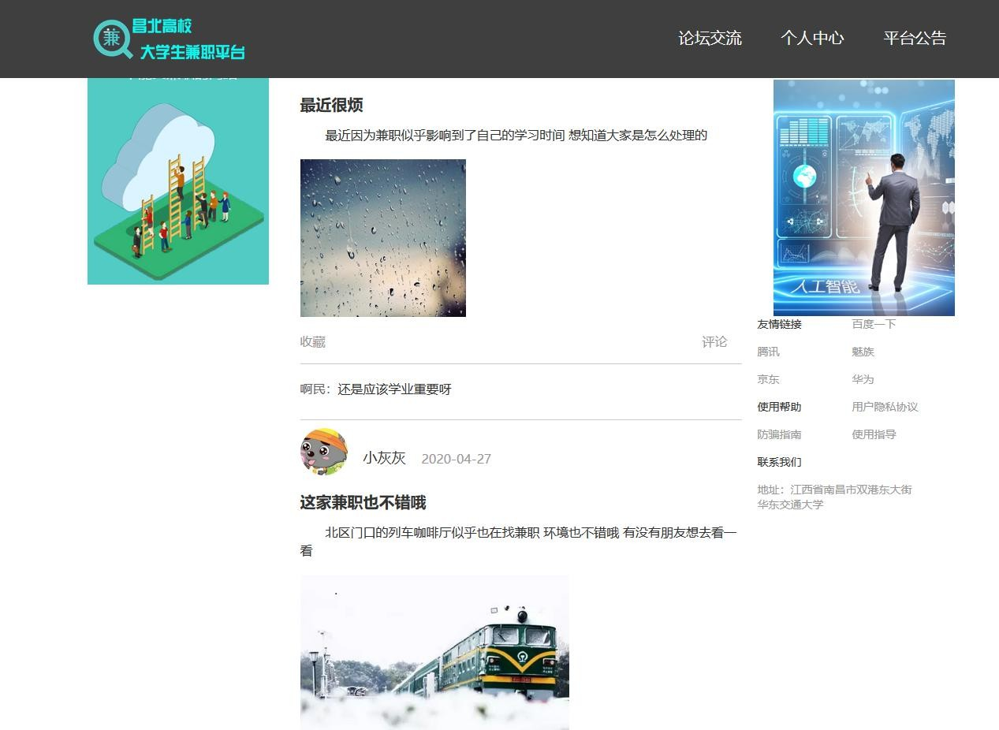 昌北高校
大学生兼职平台
论坛交流
个人中心
平台公告
最近很烦
最近因为兼职似乎影响到了自己的学习时间 想知道大家是怎么处理的
收藏
评论
啊民：还是应该学业重要呀
小灰灰
2020-04-27
这家兼职也不错哦
北区门口的列车咖啡厅似乎也在找兼职 环境也不错哦 有没有朋友想去看一
看
人工智能
友情链接
百度一下
腾讯
魅族
京东
华为
使用帮助
用户隐私协议
防骗指南
使用指导
联系我们
地址：江西省南昌市双港东大街
华东交通大学